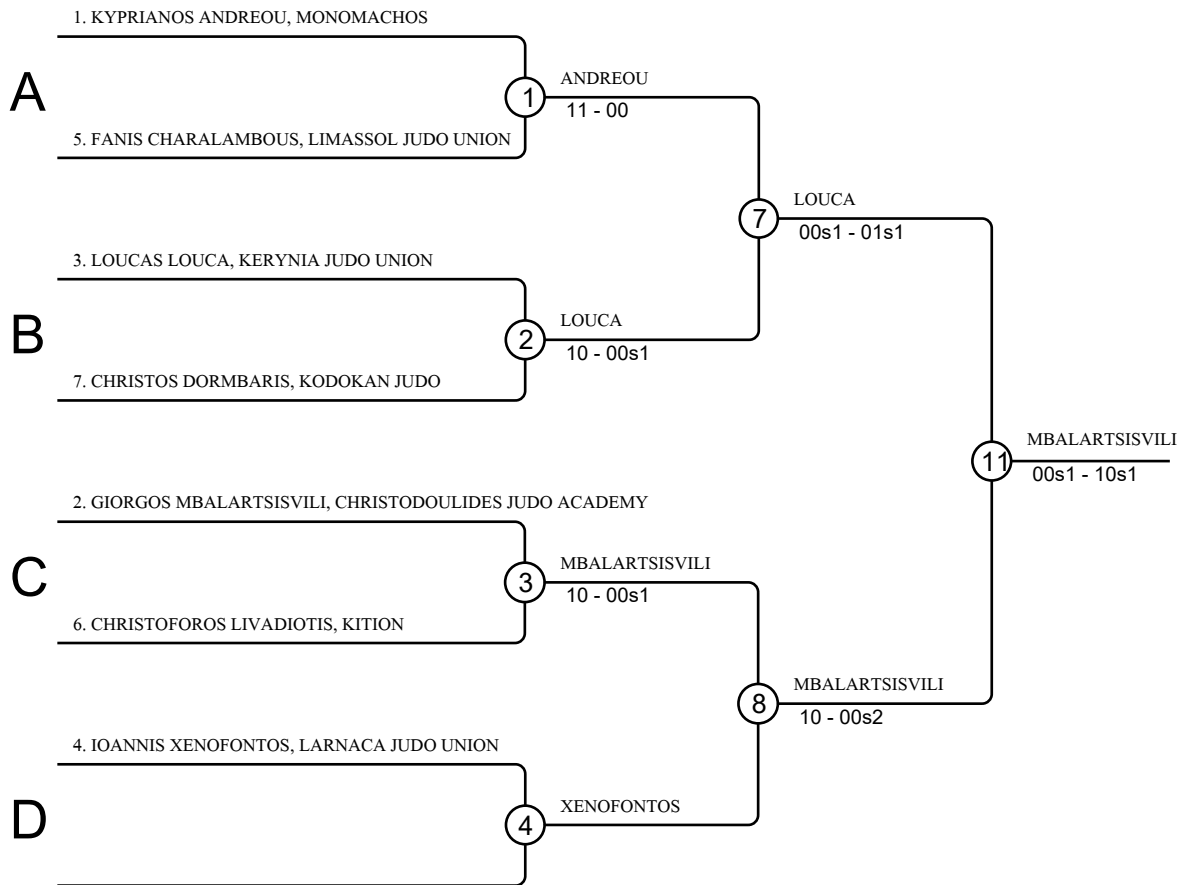 1. KYPRIANOS ANDREOU, MONOMACHOS
A
1
ANDREOU
11 - 00
5. FANIS CHARALAMBOUS, LIMASSOL JUDO UNION
7
LOUCA
00s1 - 01s1
3. LOUCAS LOUCA, KERYNIA JUDO UNION
B
2
LOUCA
10 - 00s1
7. CHRISTOS DORMBARIS, KODOKAN JUDO
11
MBALARTSISVILI
00s1 - 10s1
2. GIORGOS MBALARTSISVILI, CHRISTODOULIDES JUDO ACADEMY
C
3
MBALARTSISVILI
10 - 00s1
6. CHRISTOFOROS LIVADIOTIS, KITION
8
MBALARTSISVILI
10 - 00s2
4. IOANNIS XENOFONTOS, LARNACA JUDO UNION
D
4
XENOFONTOS